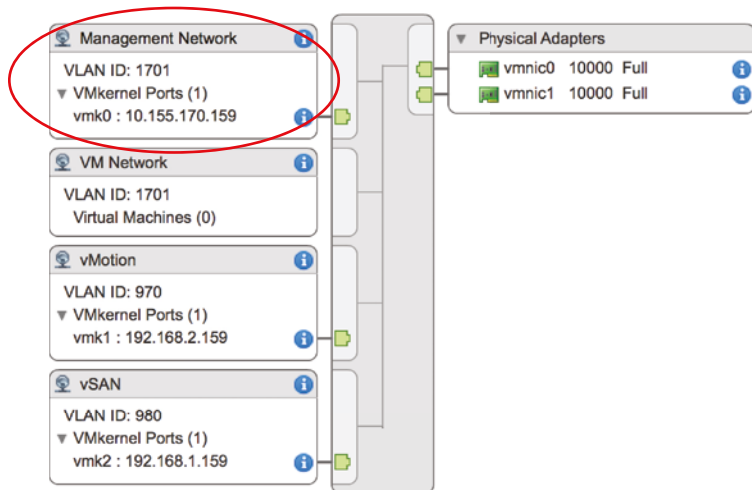 Management Network
VLAN ID: 1701
VMkernel Ports (1)
vmk0 : 10.155.170.159
VM Network
VLAN ID: 1701
Virtual Machines (0)
vMotion
VLAN ID: 970
VMkernel Ports (1)
vmk1 : 192.168.2.159
vSAN
VLAN ID: 980
VMkernel Ports (1)
vmk2 : 192.168.1.159
Physical Adapters
vmnic0 10000 Full
vmnic1 10000 Full